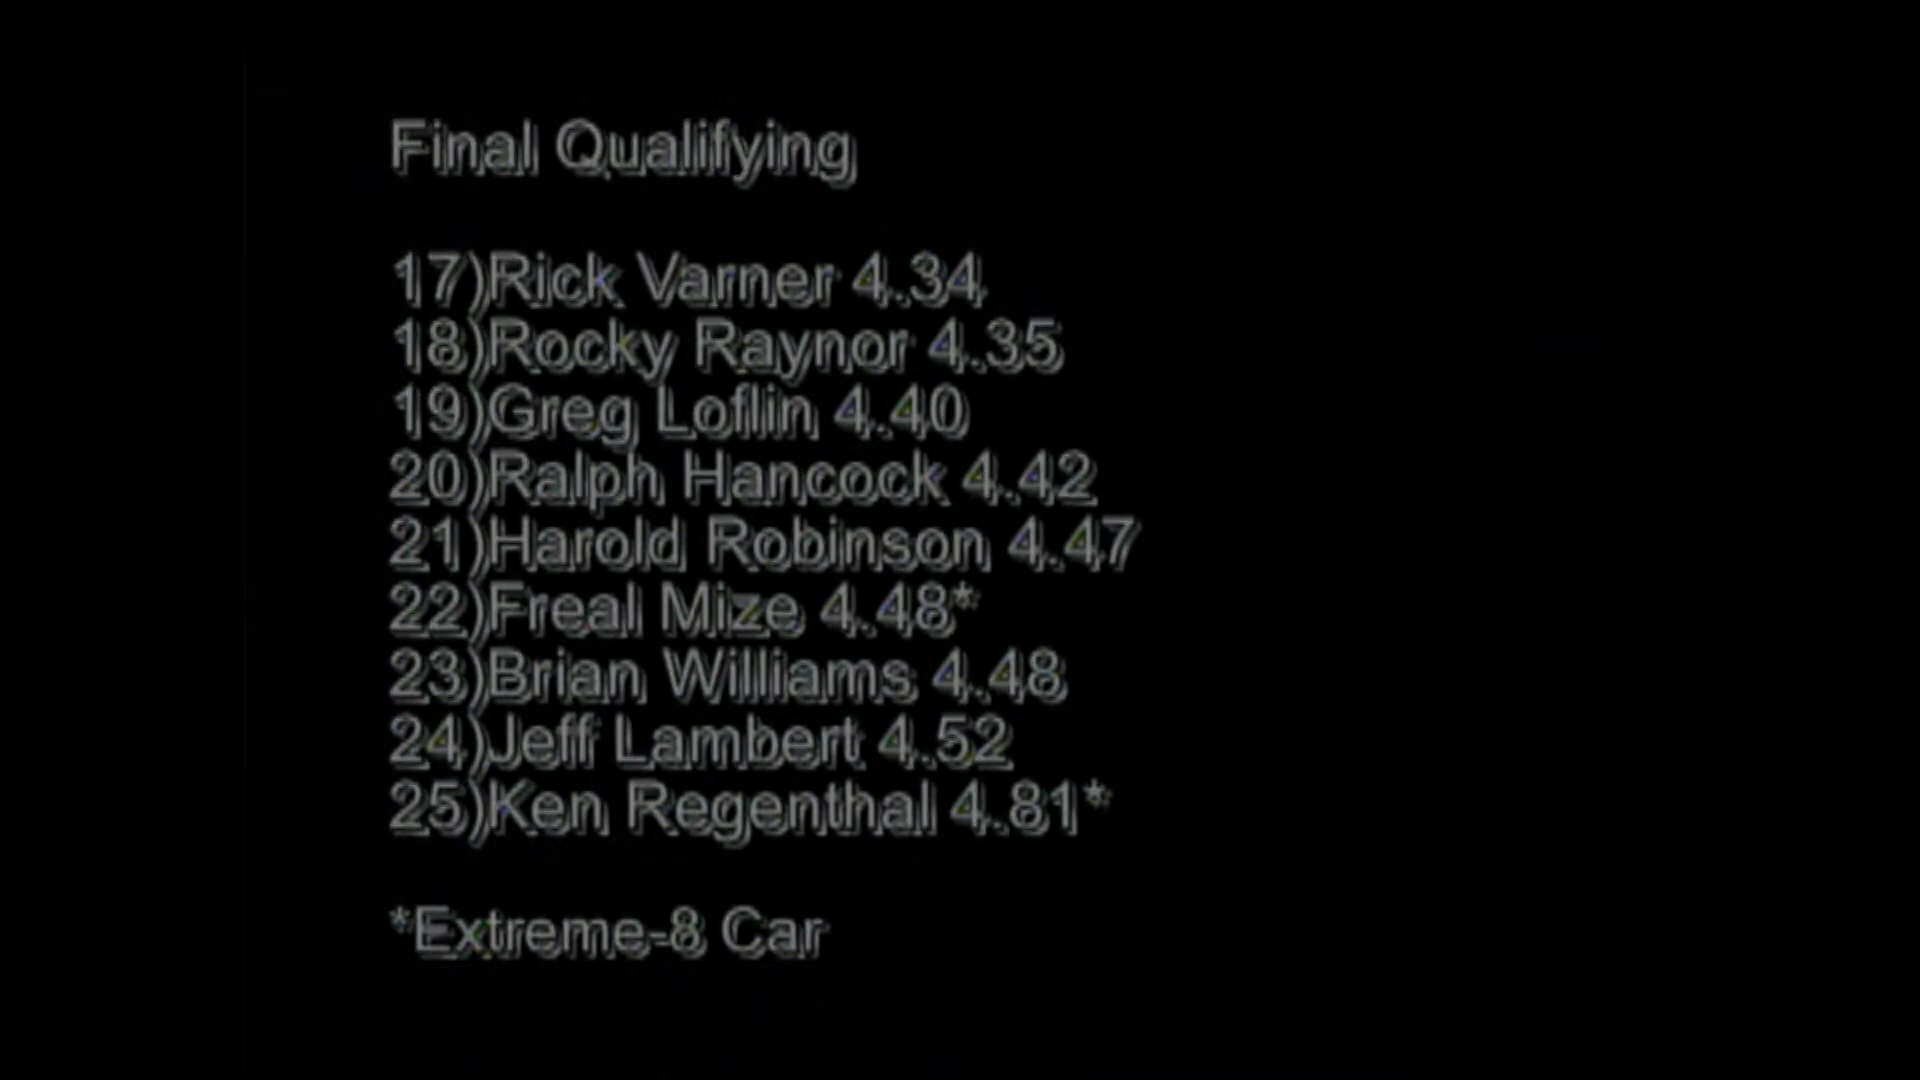 Final Qualifying
17)Rick Varner 4.34
18)Rocky Raynor 4.35
19)Greg Loflin 4.40
20)Ralph Hancock 4.42
21)Harold Robinson 4.47
22)Freal Mize 4.48*
23)Brian Williams 4.48
24)Jeff Lambert 4.52
25)Ken Regenthal 4.81*
*Extreme-8 Car